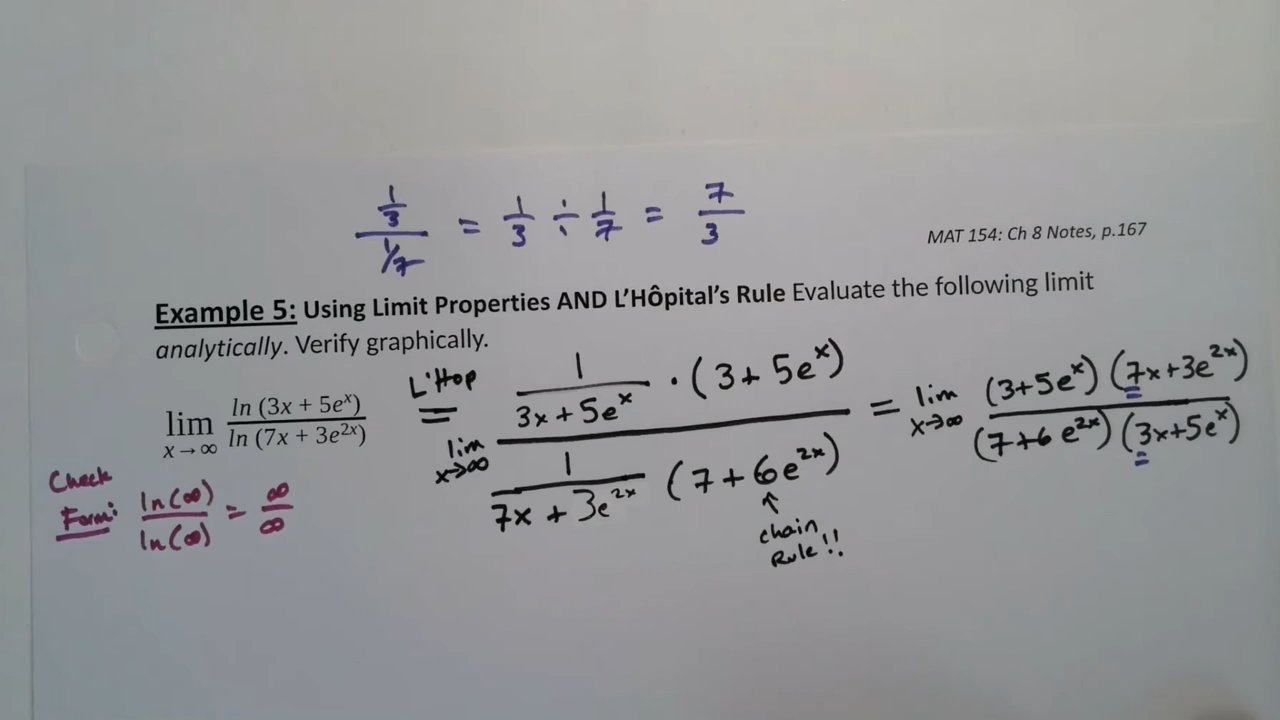 1/3 / 1/7 = 1/3 ÷ 1/7 = 7/3
MAT 154: Ch 8 Notes, p.167
Example 5: Using Limit Properties AND L'Hôpital's Rule Evaluate the following limit
analytically. Verify graphically.
lim x→∞ ln (3x + 5e^x) / ln (7x + 3e^2x)
L'Hop
= lim x→∞ 1/(3x + 5e^x) · (3 + 5e^x) / 1/(7x + 3e^2x) (7 + 6e^2x)
= lim x→∞ (3+5e^x)(7x+3e^2x) / (7+6e^2x)(3x+5e^x)
chain
Rule!!
Check
Form: ln(∞) / ln(∞) = ∞/∞